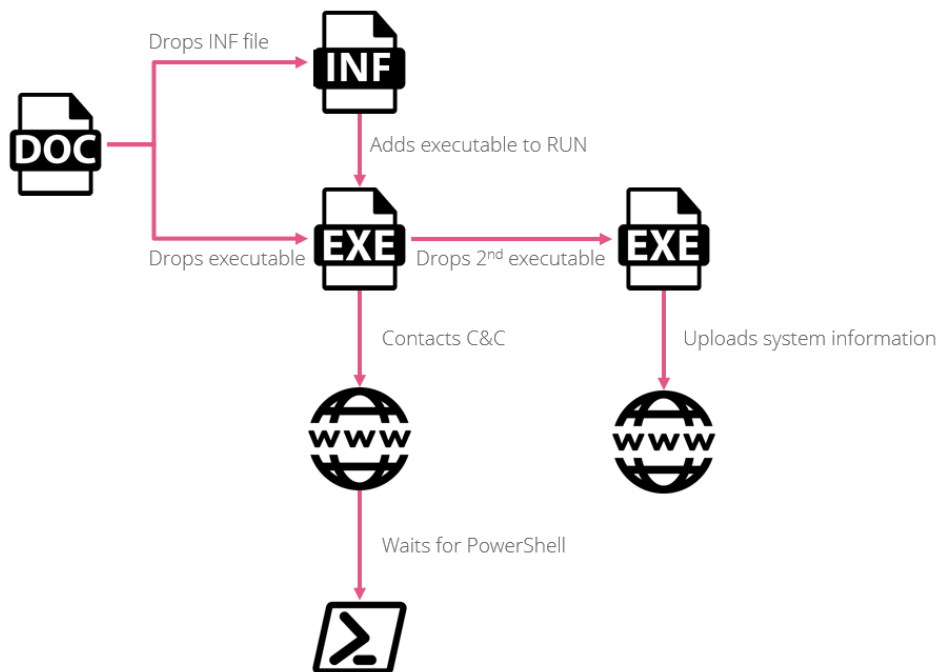 Drops INF file
INF
DOC
Adds executable to RUN
EXE
EXE
Drops executable
Drops 2nd executable
Contacts C&C
Uploads system information
www
www
Waits for PowerShell